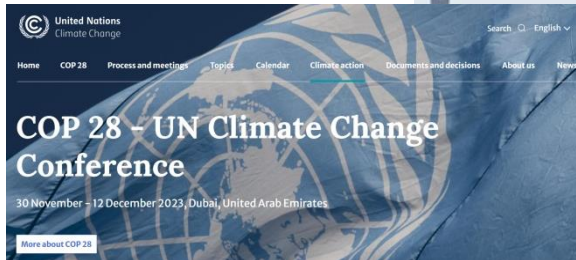 United Nations
Climate Change
Search English
Home COP 28 Process and meetings Topics Calendar Climate action Documents and decisions About us News
COP 28 - UN Climate Change
Conference
30 November - 12 December 2023, Dubai, United Arab Emirates
More about COP 28